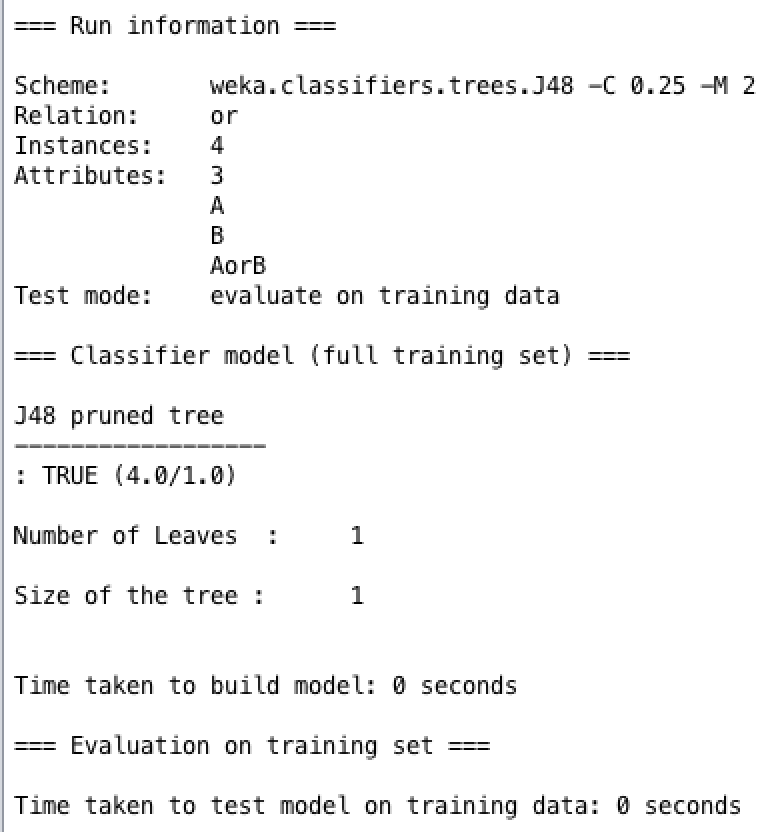 === Run information ===
Scheme: weka.classifiers.trees.J48 -C 0.25 -M 2
Relation: or
Instances: 4
Attributes: 3
A
B
AorB
Test mode: evaluate on training data
=== Classifier model (full training set) ===
J48 pruned tree
------------------
: TRUE (4.0/1.0)
Number of Leaves  : 1
Size of the tree : 1
Time taken to build model: 0 seconds
=== Evaluation on training set ===
Time taken to test model on training data: 0 seconds